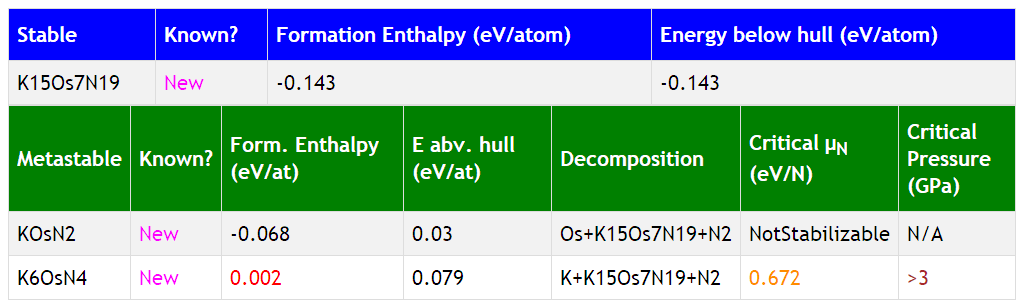 Stable Known? Formation Enthalpy (eV/atom) Energy below hull (eV/atom)
K15Os7N19 New -0.143 -0.143
Metastable Known? Form. Enthalpy (eV/at) E abv. hull (eV/at) Decomposition Critical μN (eV/N) Critical Pressure (GPa)
KOsN2 New -0.068 0.03 Os+K15Os7N19+N2 NotStabilizable N/A
K6OsN4 New 0.002 0.079 K+K15Os7N19+N2 0.672 >3